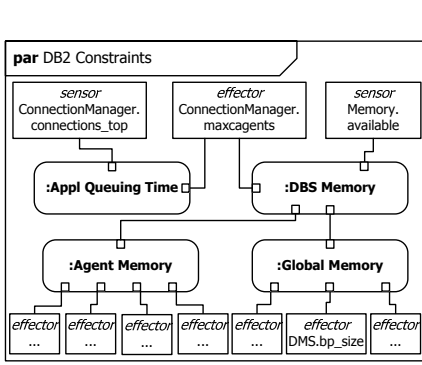 par DB2 Constraints
sensor
ConnectionManager.
connections_top
effector
ConnectionManager.
maxcagents
sensor
Memory.
available
:Appl Queuing Time
:DBS Memory
:Agent Memory
:Global Memory
effector
...
effector
...
effector
...
effector
...
effector
...
effector
DMS.bp_size
effector
...